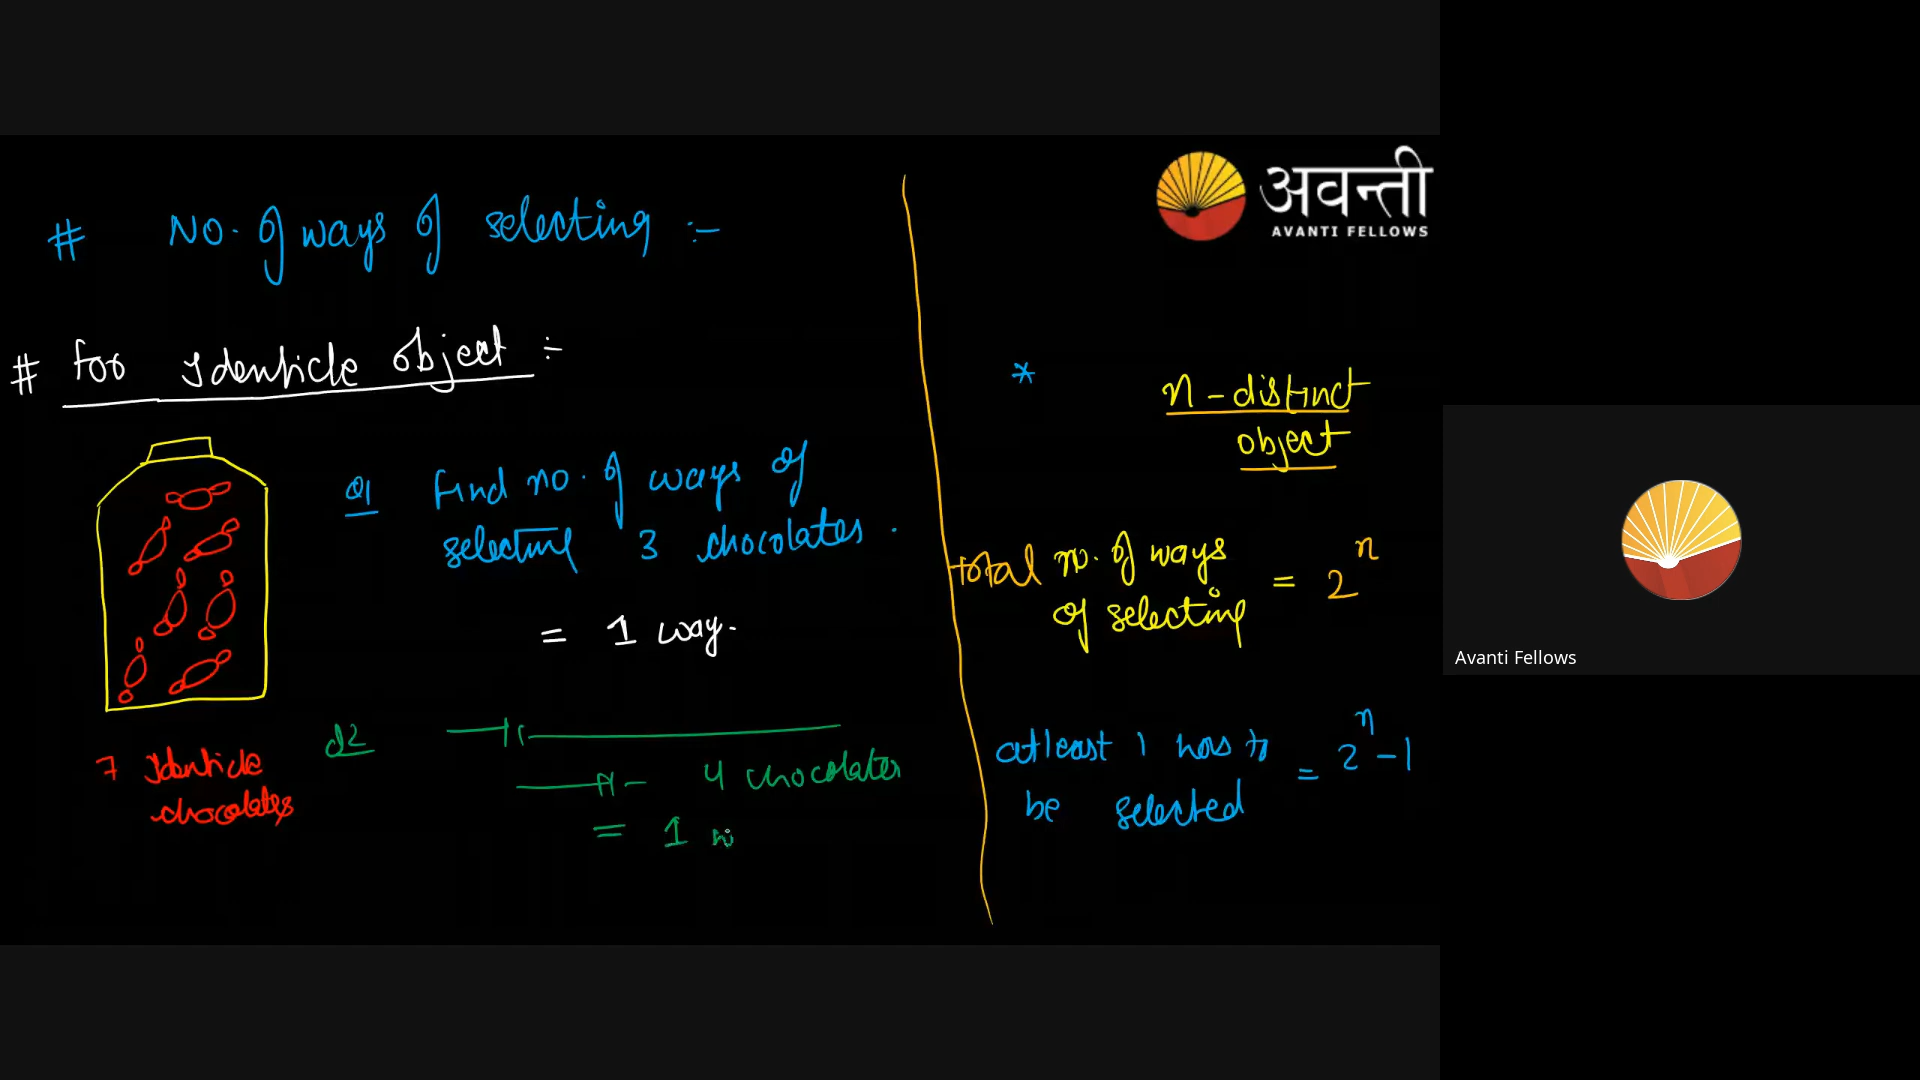 # No. of ways of selecting :-
# For Identicle object :-
Q1 Find no. of ways of
selecting 3 chocolates.
= 1 way.
7 Identicle
chocolates
Q2 —— 11 ——
—— 11 — 4 chocolates
= 1 w
अवन्ती
AVANTI FELLOWS
* n - distinct
object
total no. of ways
of selecting = 2^n
atleast 1 has to
be selected = 2^n - 1
Avanti Fellows